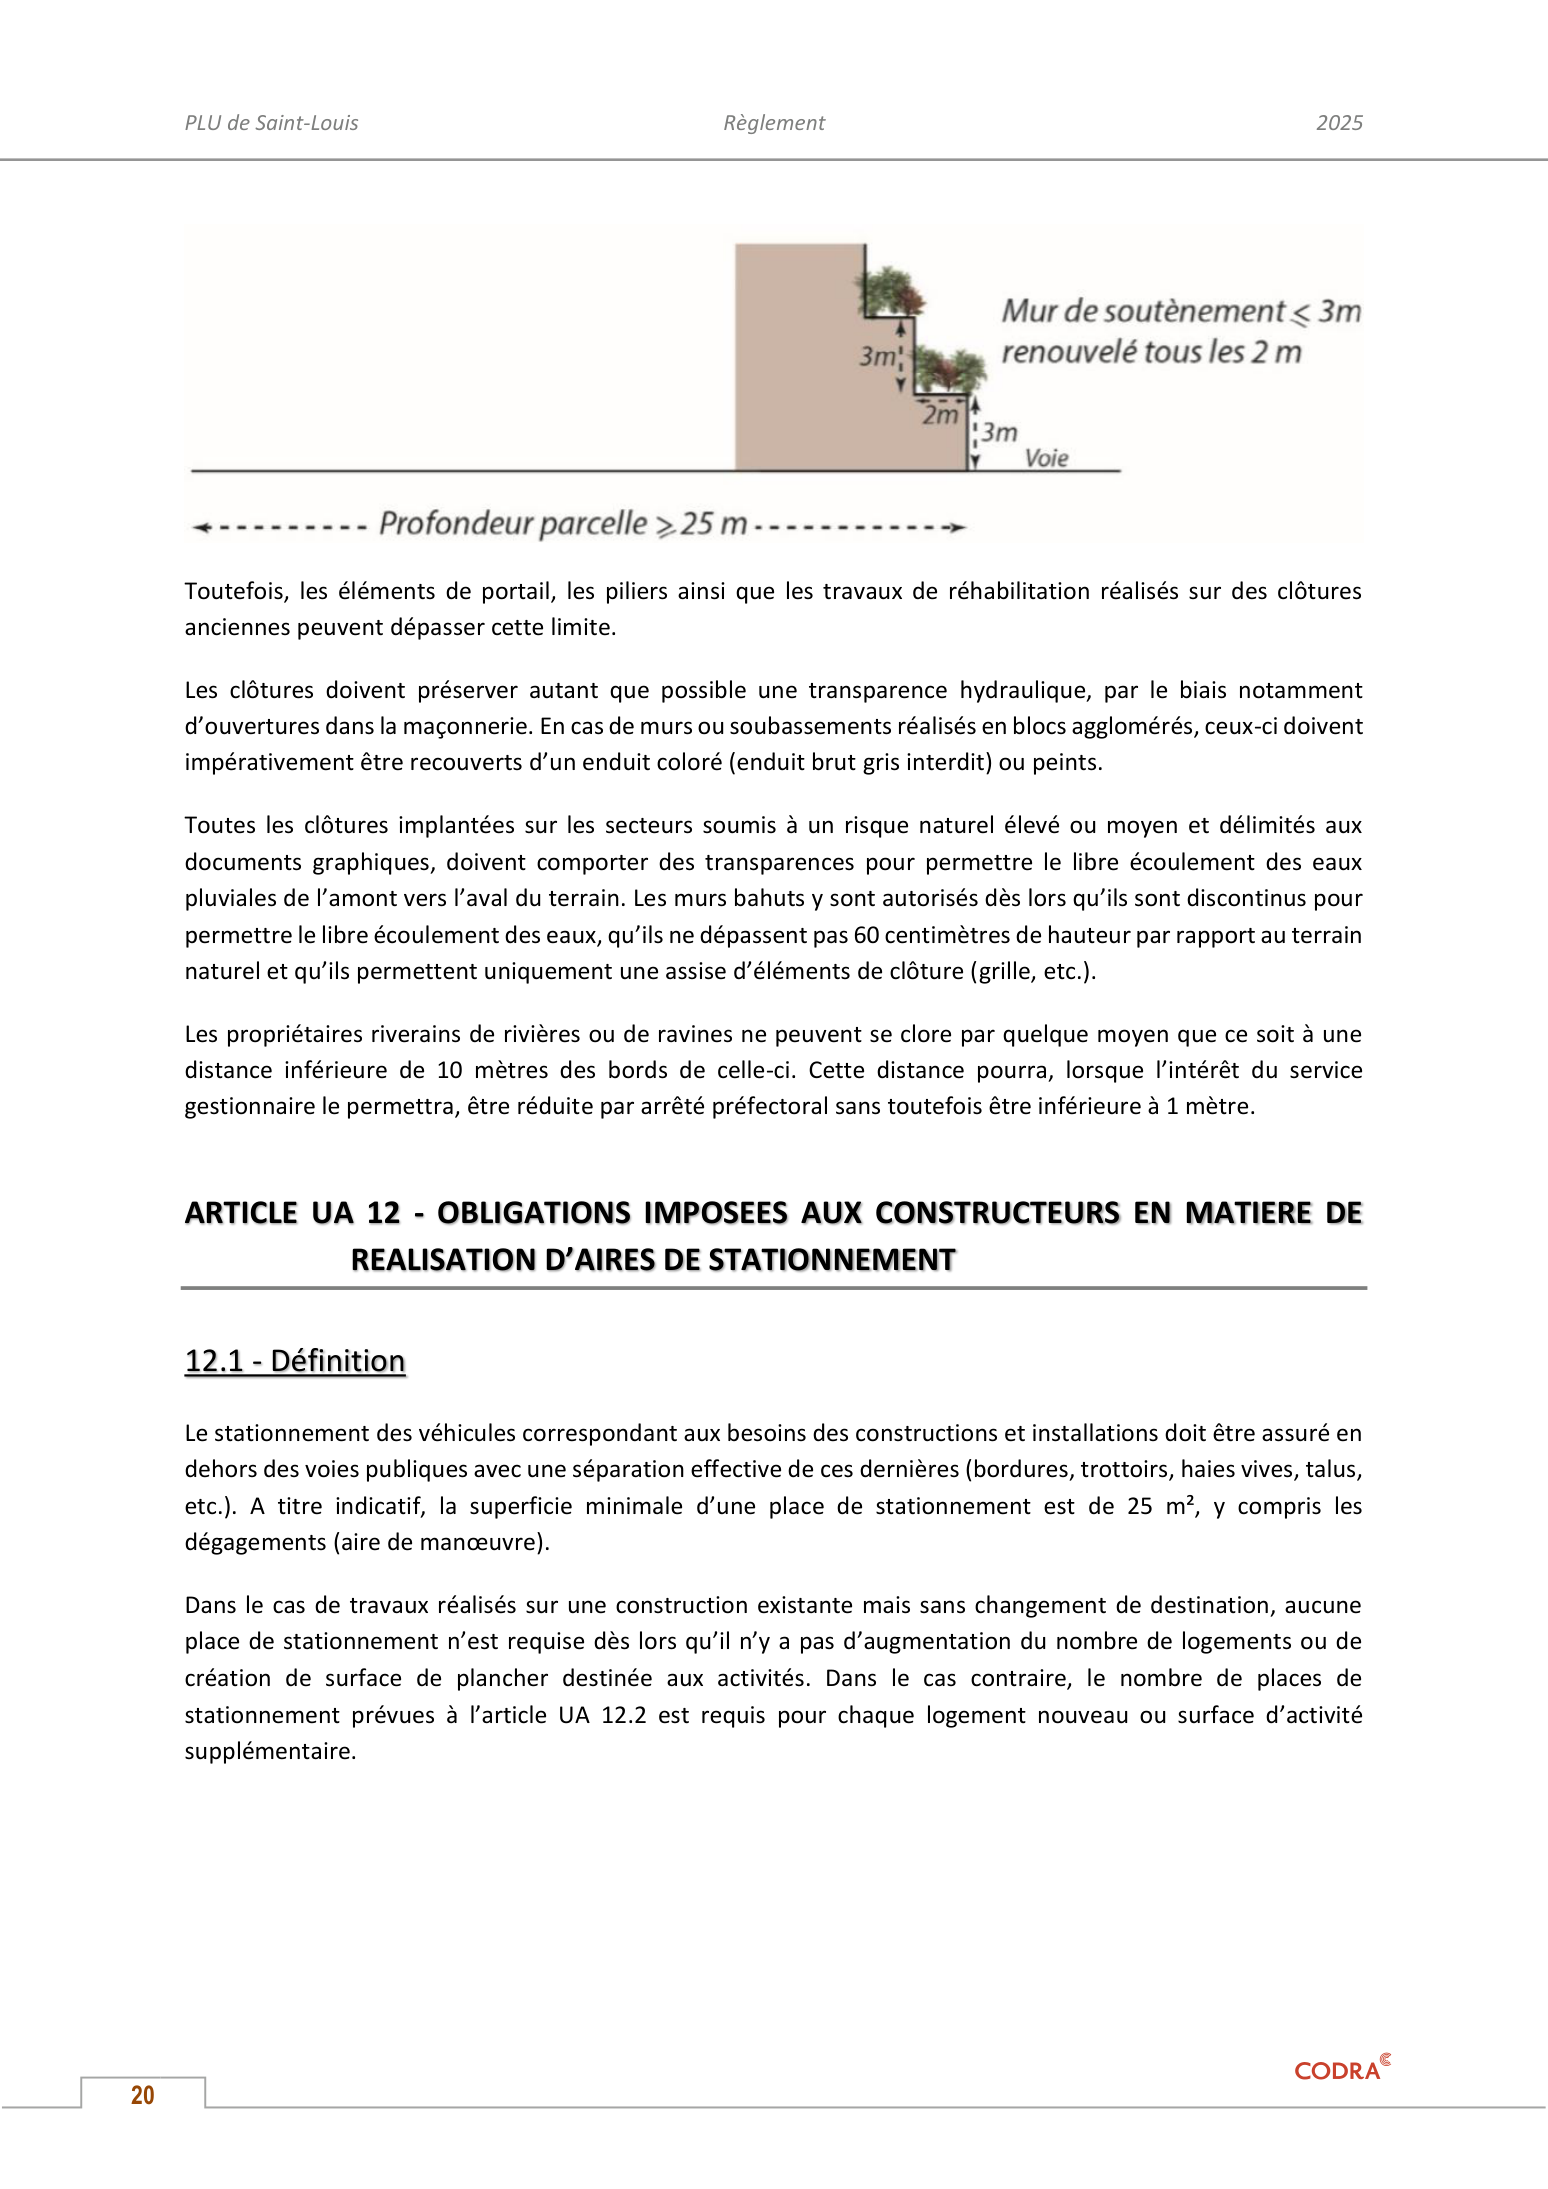 PLU de Saint-Louis Règlement 2025
Mur de soutènement ⩽ 3m
renouvelé tous les 2 m
3m
2m
3m
Voie
Profondeur parcelle ⩾ 25 m
Toutefois, les éléments de portail, les piliers ainsi que les travaux de réhabilitation réalisés sur des clôtures
anciennes peuvent dépasser cette limite.
Les clôtures doivent préserver autant que possible une transparence hydraulique, par le biais notamment
d’ouvertures dans la maçonnerie. En cas de murs ou soubassements réalisés en blocs agglomérés, ceux-ci doivent
impérativement être recouverts d’un enduit coloré (enduit brut gris interdit) ou peints.
Toutes les clôtures implantées sur les secteurs soumis à un risque naturel élevé ou moyen et délimités aux
documents graphiques, doivent comporter des transparences pour permettre le libre écoulement des eaux
pluviales de l’amont vers l’aval du terrain. Les murs bahuts y sont autorisés dès lors qu’ils sont discontinus pour
permettre le libre écoulement des eaux, qu’ils ne dépassent pas 60 centimètres de hauteur par rapport au terrain
naturel et qu’ils permettent uniquement une assise d’éléments de clôture (grille, etc.).
Les propriétaires riverains de rivières ou de ravines ne peuvent se clore par quelque moyen que ce soit à une
distance inférieure de 10 mètres des bords de celle-ci. Cette distance pourra, lorsque l’intérêt du service
gestionnaire le permettra, être réduite par arrêté préfectoral sans toutefois être inférieure à 1 mètre.
ARTICLE UA 12 - OBLIGATIONS IMPOSEES AUX CONSTRUCTEURS EN MATIERE DE
REALISATION D’AIRES DE STATIONNEMENT
12.1 - Définition
Le stationnement des véhicules correspondant aux besoins des constructions et installations doit être assuré en
dehors des voies publiques avec une séparation effective de ces dernières (bordures, trottoirs, haies vives, talus,
etc.). A titre indicatif, la superficie minimale d’une place de stationnement est de 25 m², y compris les
dégagements (aire de manœuvre).
Dans le cas de travaux réalisés sur une construction existante mais sans changement de destination, aucune
place de stationnement n’est requise dès lors qu’il n’y a pas d’augmentation du nombre de logements ou de
création de surface de plancher destinée aux activités. Dans le cas contraire, le nombre de places de
stationnement prévues à l’article UA 12.2 est requis pour chaque logement nouveau ou surface d’activité
supplémentaire.
CODRA
20